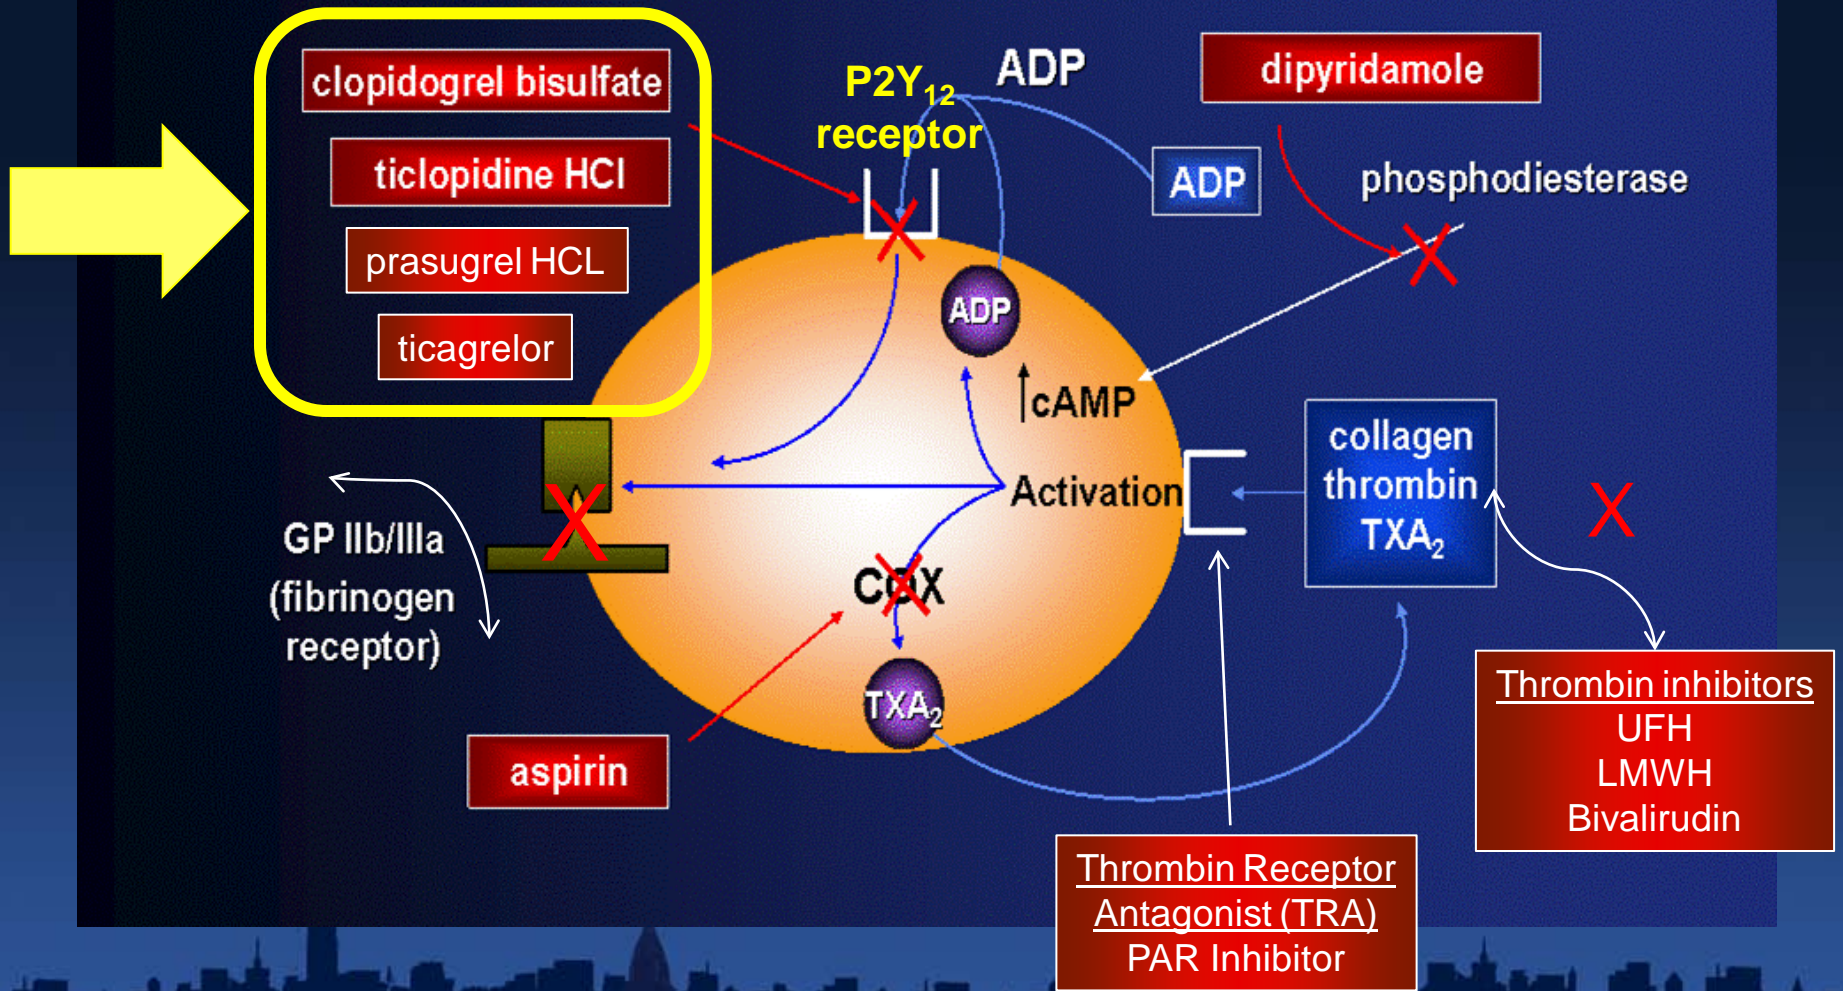 clopidogrel bisulfate
ticlopidine HCl
prasugrel HCL
ticagrelor
P2Y₁₂
receptor
ADP
ADP
dipyridamole
phosphodiesterase
ADP
cAMP
Activation
collagen
thrombin
TXA₂
X
GP IIb/IIIa
(fibrinogen
receptor)
COX
TXA₂
aspirin
Thrombin inhibitors
UFH
LMWH
Bivalirudin
Thrombin Receptor
Antagonist (TRA)
PAR Inhibitor